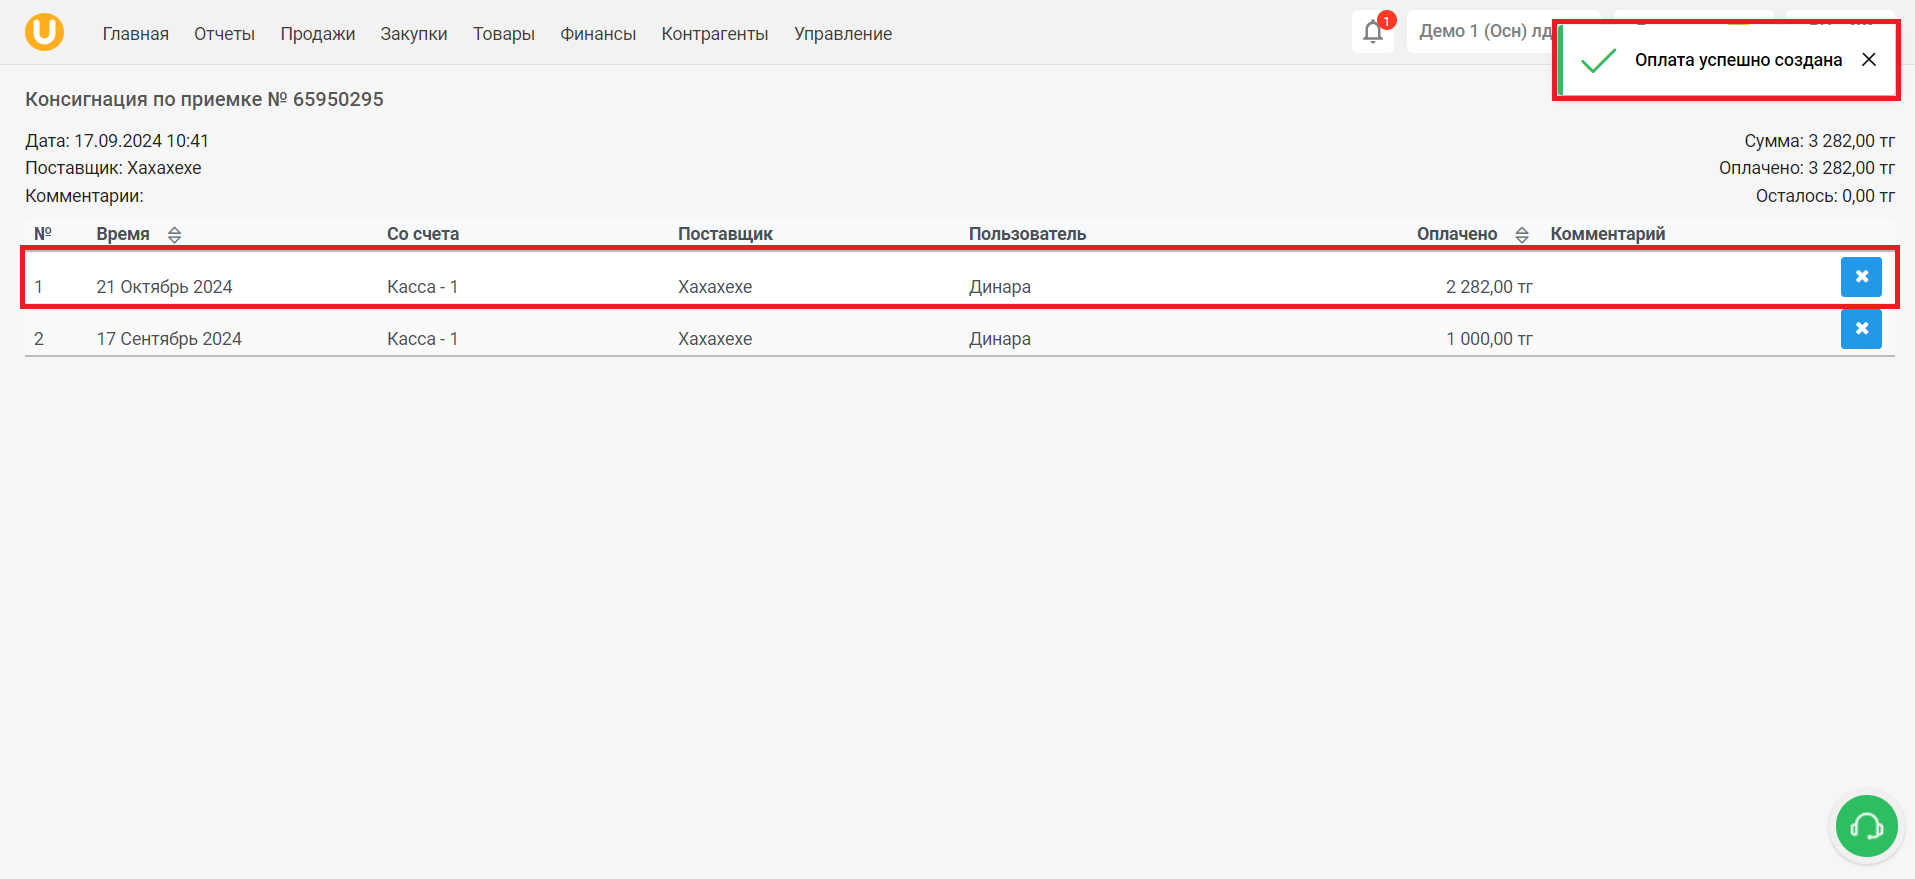 U
Главная Отчеты Продажи Закупки Товары Финансы Контрагенты Управление
1
Демо 1 (Осн) лд
Оплата успешно создана
Консигнация по приемке № 65950295
Дата: 17.09.2024 10:41
Сумма: 3 282,00 тг
Поставщик: Хахахехе
Оплачено: 3 282,00 тг
Комментарии:
Осталось: 0,00 тг
№ Время Со счета Поставщик Пользователь Оплачено Комментарий
1 21 Октябрь 2024 Касса - 1 Хахахехе Динара 2 282,00 тг
2 17 Сентябрь 2024 Касса - 1 Хахахехе Динара 1 000,00 тг